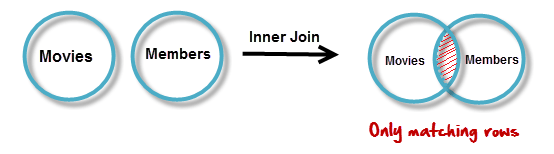 Movies
Members
Inner Join
Movies
Members
Only matching rows